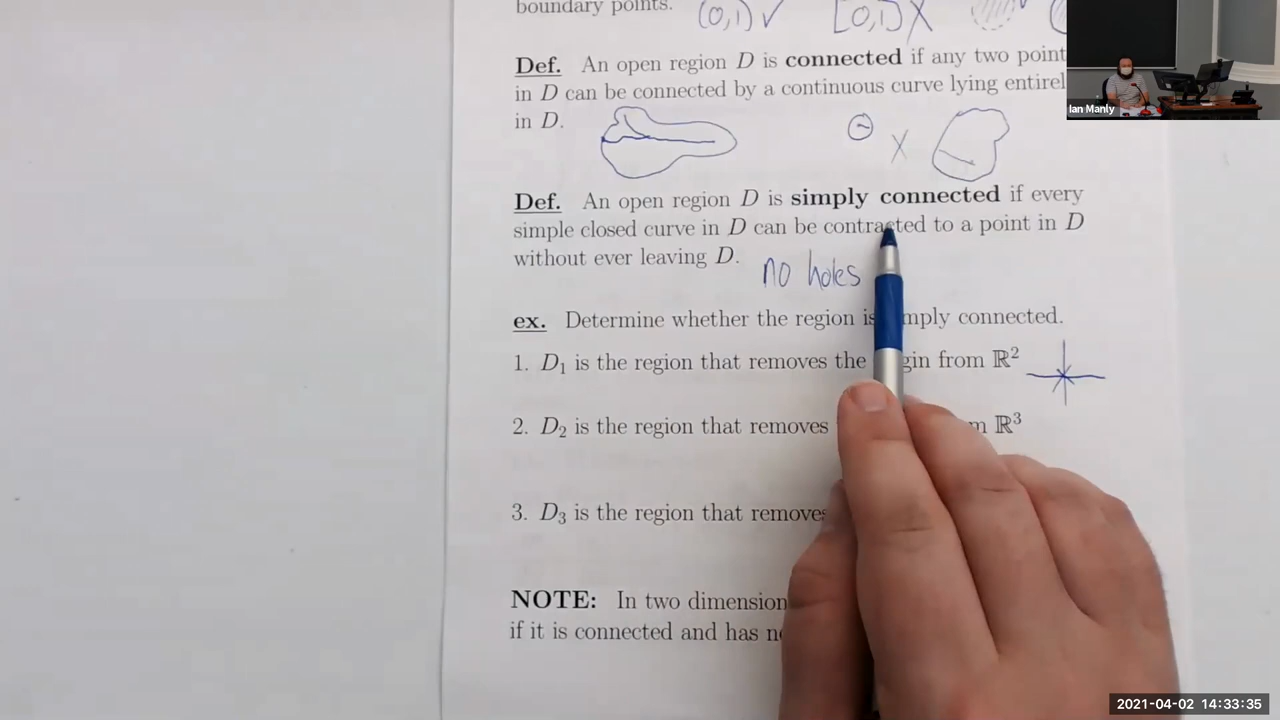 boundary points. (0,1) ✓ [0,1) X
Def. An open region D is connected if any two point
in D can be connected by a continuous curve lying entirel
in D.
X
Def. An open region D is simply connected if every
simple closed curve in D can be contracted to a point in D
without ever leaving D.
no holes
ex. Determine whether the region is mply connected.
1. D₁ is the region that removes the gin from ℝ²
2. D₂ is the region that removes m ℝ³
3. D₃ is the region that removes
NOTE: In two dimension
if it is connected and has n
Ian Manly
2021-04-02 14:33:35